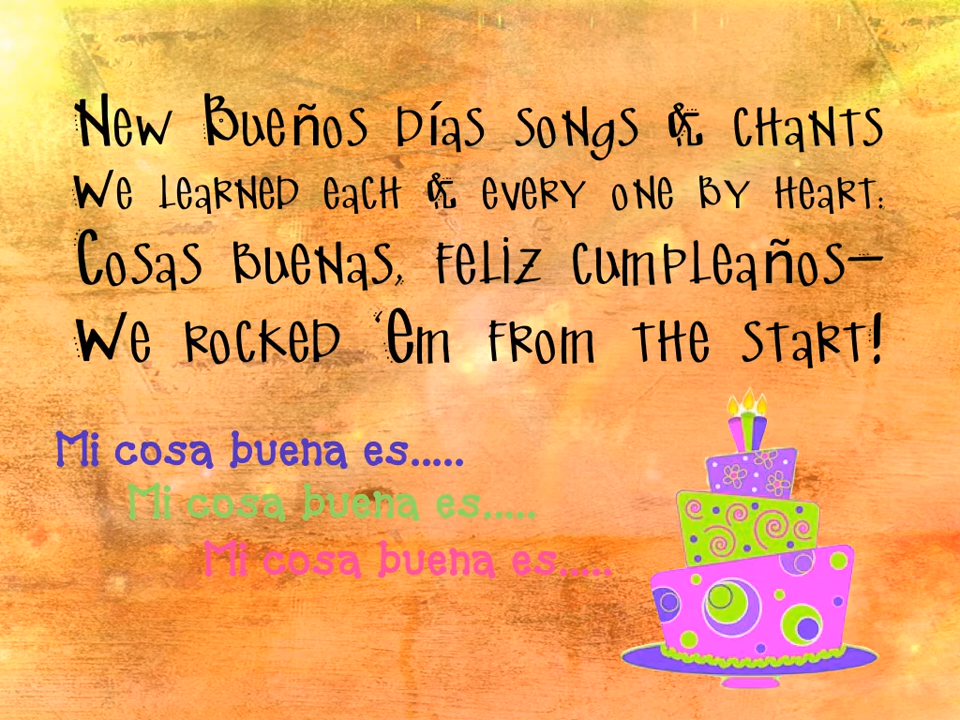 New Bueños Días songs & chants
We learned each & every one by heart:
Cosas buenas, feliz cumpleaños—
We rocked 'Em from the start!
Mi cosa buena es.....
Mi cosa buena es.....
Mi cosa buena es.....